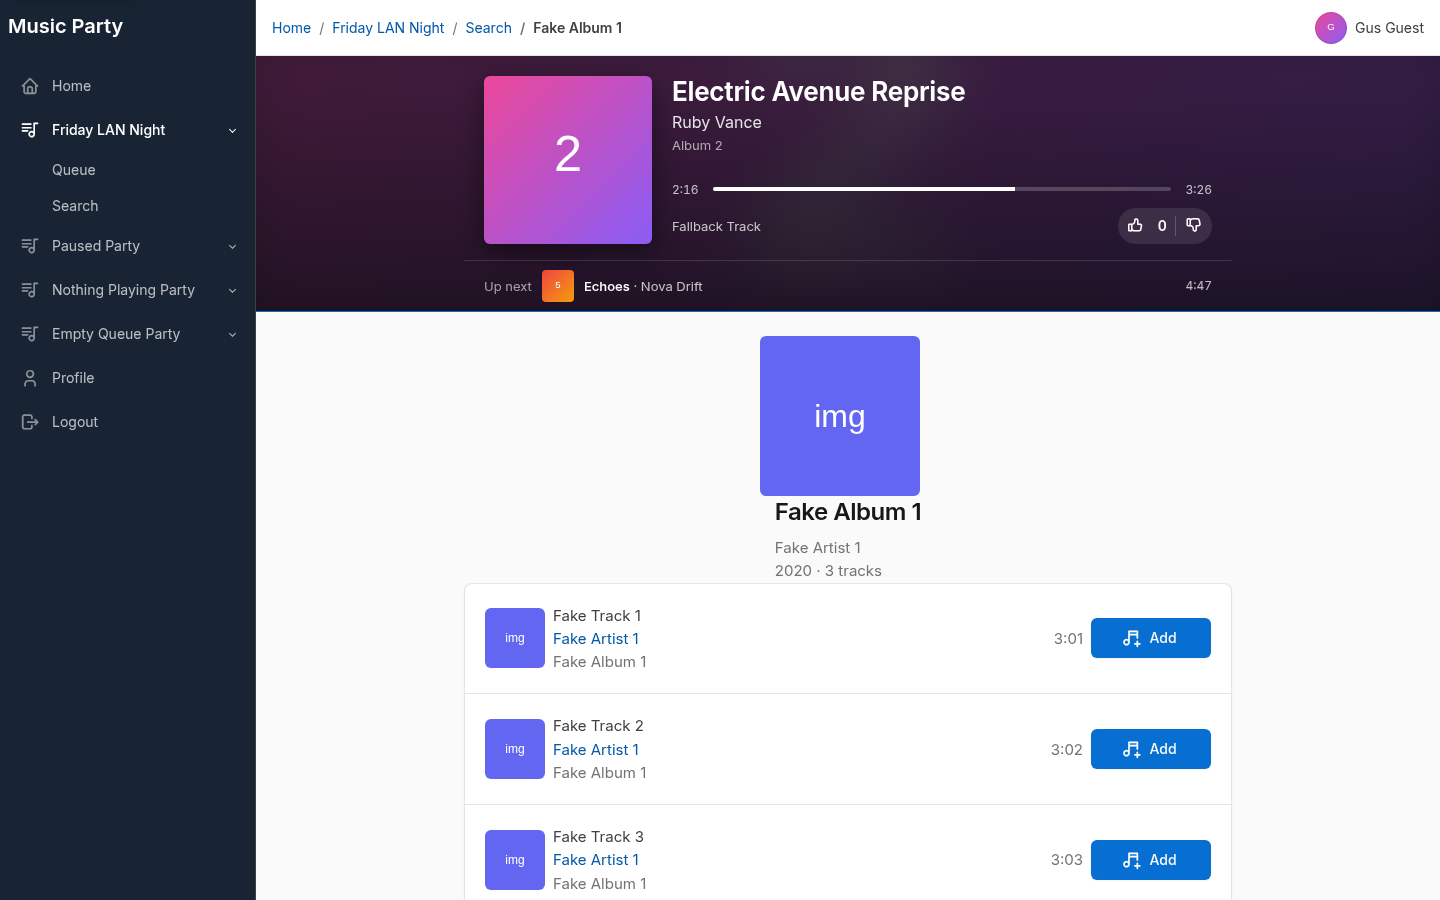 Music Party
Home
Friday LAN Night
Queue
Search
Paused Party
Nothing Playing Party
Empty Queue Party
Profile
Logout
Home / Friday LAN Night / Search / Fake Album 1
G Gus Guest
2
Electric Avenue Reprise
Ruby Vance
Album 2
2:16 3:26
Fallback Track 0
Up next 5 Echoes · Nova Drift 4:47
img
Fake Album 1
Fake Artist 1
2020 · 3 tracks
img
Fake Track 1
Fake Artist 1
Fake Album 1
3:01 Add
img
Fake Track 2
Fake Artist 1
Fake Album 1
3:02 Add
img
Fake Track 3
Fake Artist 1
Fake Album 1
3:03 Add